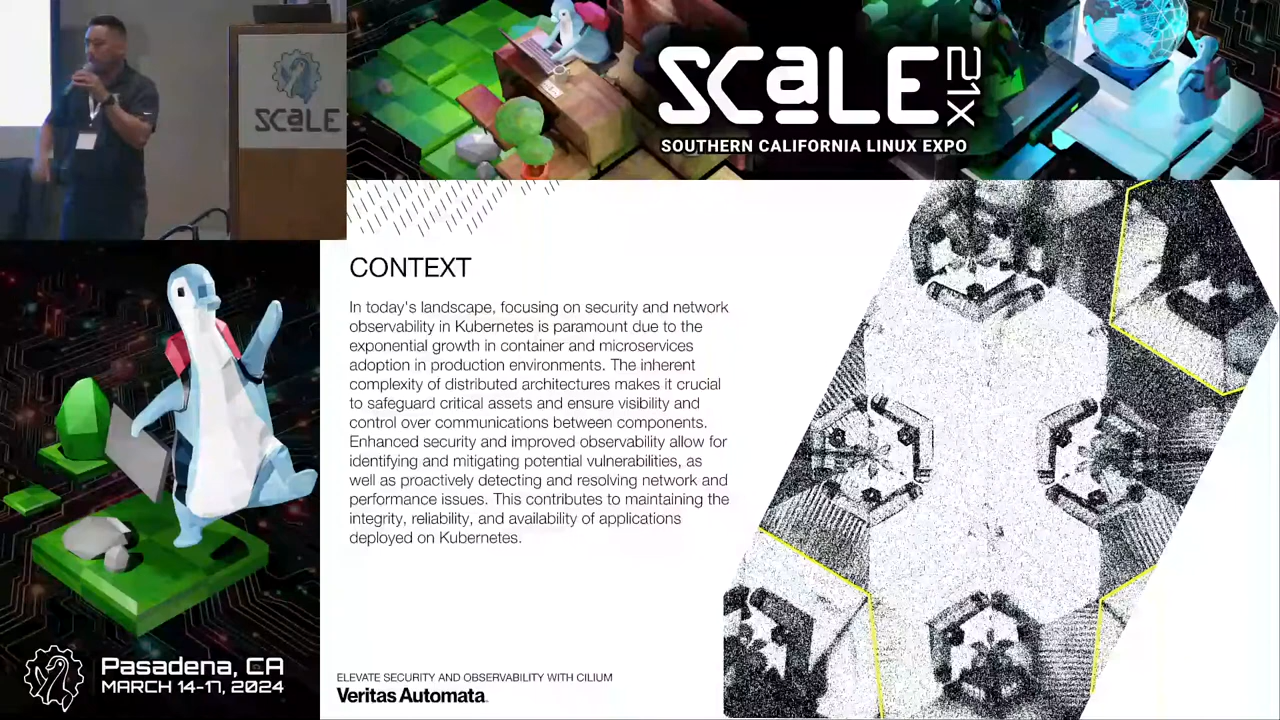 SCaLE
SCaLE
21X
SOUTHERN CALIFORNIA LINUX EXPO
CONTEXT
In today's landscape, focusing on security and network
observability in Kubernetes is paramount due to the
exponential growth in container and microservices
adoption in production environments. The inherent
complexity of distributed architectures makes it crucial
to safeguard critical assets and ensure visibility and
control over communications between components.
Enhanced security and improved observability allow for
identifying and mitigating potential vulnerabilities, as
well as proactively detecting and resolving network and
performance issues. This contributes to maintaining the
integrity, reliability, and availability of applications
deployed on Kubernetes.
ELEVATE SECURITY AND OBSERVABILITY WITH CILIUM
Veritas Automata
Pasadena, CA
MARCH 14-17, 2024